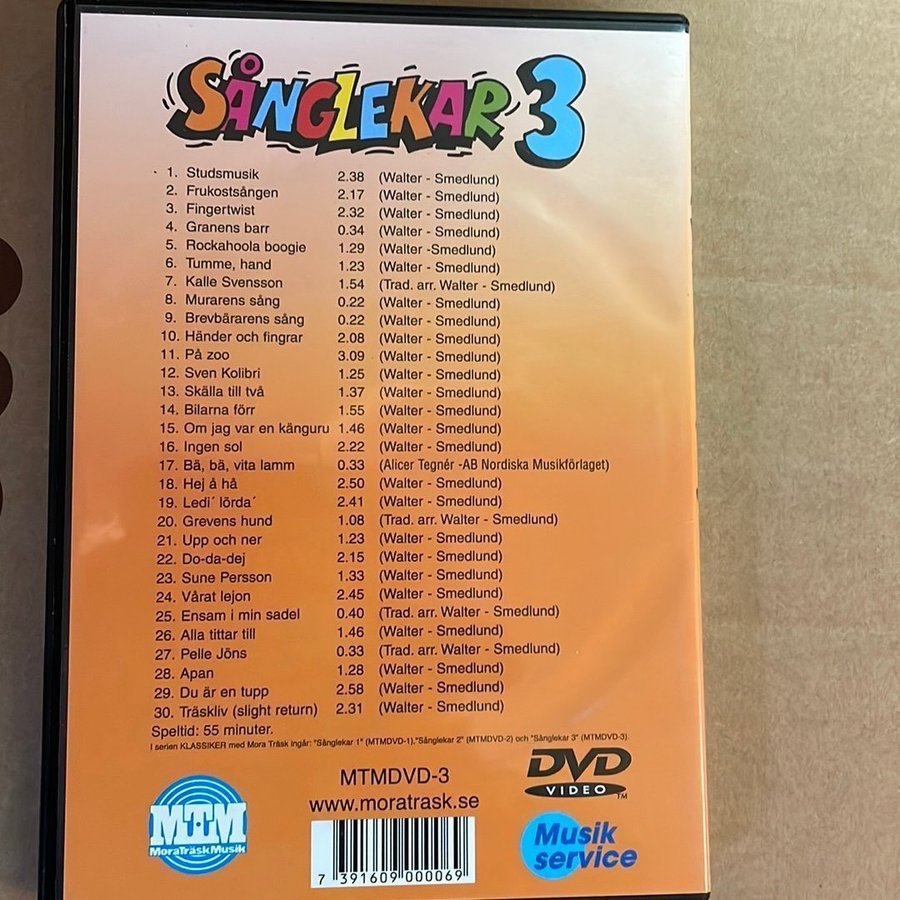 SÅNGLEKAR 3
1. Studsmusik 2.38 (Walter - Smedlund)
2. Frukostsången 2.17 (Walter - Smedlund)
3. Fingertwist 2.32 (Walter - Smedlund)
4. Granens barr 0.34 (Walter - Smedlund)
5. Rockahoola boogie 1.29 (Walter -Smedlund)
6. Tumme, hand 1.23 (Walter - Smedlund)
7. Kalle Svensson 1.54 (Trad. arr. Walter - Smedlund)
8. Murarens sång 0.22 (Walter - Smedlund)
9. Brevbärarens sång 0.22 (Walter - Smedlund)
10. Händer och fingrar 2.08 (Walter - Smedlund)
11. På zoo 3.09 (Walter - Smedlund)
12. Sven Kolibri 1.25 (Walter - Smedlund)
13. Skälla till två 1.37 (Walter - Smedlund)
14. Bilarna förr 1.55 (Walter - Smedlund)
15. Om jag var en känguru 1.46 (Walter - Smedlund)
16. Ingen sol 2.22 (Walter - Smedlund)
17. Bä, bä, vita lamm 0.33 (Alicer Tegnér -AB Nordiska Musikförlaget)
18. Hej å hå 2.50 (Walter - Smedlund)
19. Ledi´ lörda´ 2.41 (Walter - Smedlund)
20. Grevens hund 1.08 (Trad. arr. Walter - Smedlund)
21. Upp och ner 1.23 (Walter - Smedlund)
22. Do-da-dej 2.15 (Walter - Smedlund)
23. Sune Persson 1.33 (Walter - Smedlund)
24. Vårat lejon 2.45 (Walter - Smedlund)
25. Ensam i min sadel 0.40 (Trad. arr. Walter - Smedlund)
26. Alla tittar till 1.46 (Walter - Smedlund)
27. Pelle Jöns 0.33 (Trad. arr. Walter - Smedlund)
28. Apan 1.28 (Walter - Smedlund)
29. Du är en tupp 2.58 (Walter - Smedlund)
30. Träskliv (slight return) 2.31 (Walter - Smedlund)
Speltid: 55 minuter.
I serien KLASSIKER med Mora Träsk ingår: "Sånglekar 1" (MTMDVD-1),"Sånglekar 2" (MTMDVD-2) och "Sånglekar 3" (MTMDVD-3).
MTMDVD-3
www.moratrask.se
DVD
VIDEO TM
MTM
MoraTräskMusik
Musik
service
7 391609 000069